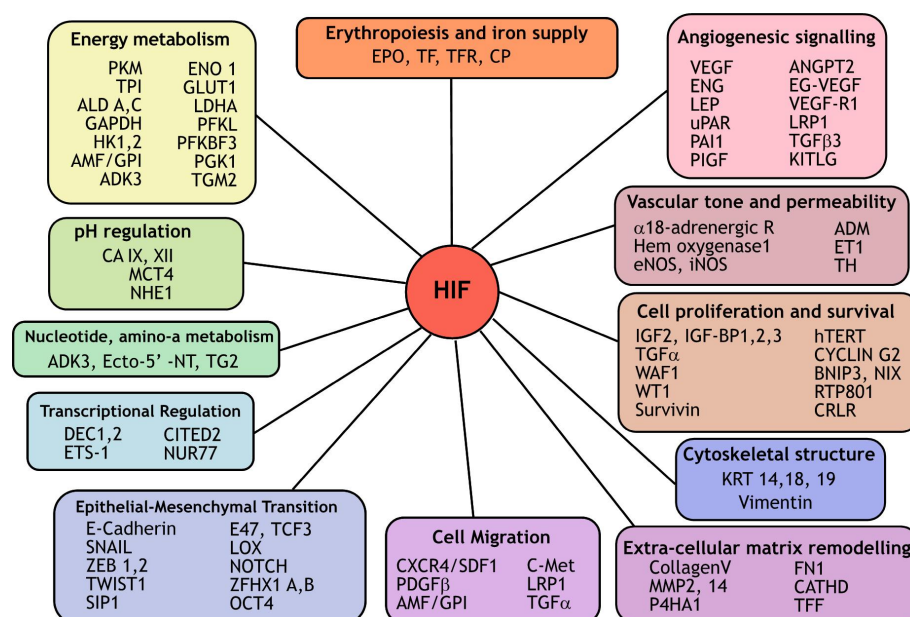 Energy metabolism
PKM ENO 1
TPI GLUT1
ALD A,C LDHA
GAPDH PFKL
HK1,2 PFKBF3
AMF/GPI PGK1
ADK3 TGM2
Erythropoiesis and iron supply
EPO, TF, TFR, CP
Angiogenesic signalling
VEGF ANGPT2
ENG EG-VEGF
LEP VEGF-R1
uPAR LRP1
PAI1 TGFβ3
PIGF KITLG
Vascular tone and permeability
α18-adrenergic R ADM
Hem oxygenase1 ET1
eNOS, iNOS TH
pH regulation
CA IX, XII
MCT4
NHE1
HIF
Cell proliferation and survival
IGF2, IGF-BP1,2,3 hTERT
TGFα CYCLIN G2
WAF1 BNIP3, NIX
WT1 RTP801
Survivin CRLR
Nucleotide, amino-a metabolism
ADK3, Ecto-5' -NT, TG2
Transcriptional Regulation
DEC1,2 CITED2
ETS-1 NUR77
Cytoskeletal structure
KRT 14,18, 19
Vimentin
Epithelial-Mesenchymal Transition
E-Cadherin E47, TCF3
SNAIL LOX
ZEB 1,2 NOTCH
TWIST1 ZFHX1 A,B
SIP1 OCT4
Cell Migration
CXCR4/SDF1 C-Met
PDGFβ LRP1
AMF/GPI TGFα
Extra-cellular matrix remodelling
CollagenV FN1
MMP2, 14 CATHD
P4HA1 TFF